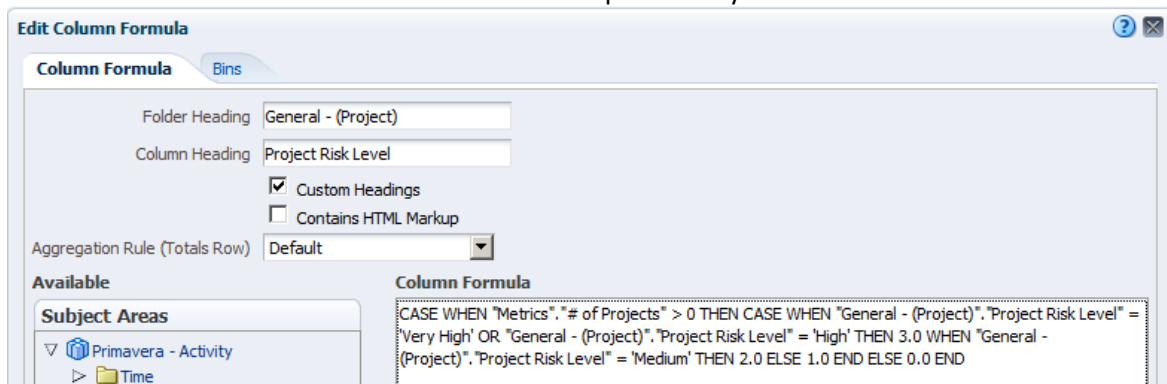 Edit Column Formula
Column Formula Bins
Folder Heading General - (Project)
Column Heading Project Risk Level
Custom Headings
Contains HTML Markup
Aggregation Rule (Totals Row) Default
Available Column Formula
Subject Areas
CASE WHEN "Metrics"."# of Projects" > 0 THEN CASE WHEN "General - (Project)"."Project Risk Level" =
'Very High' OR "General - (Project)"."Project Risk Level" = 'High' THEN 3.0 WHEN "General -
(Project)"."Project Risk Level" = 'Medium' THEN 2.0 ELSE 1.0 END ELSE 0.0 END
Primavera - Activity
Time